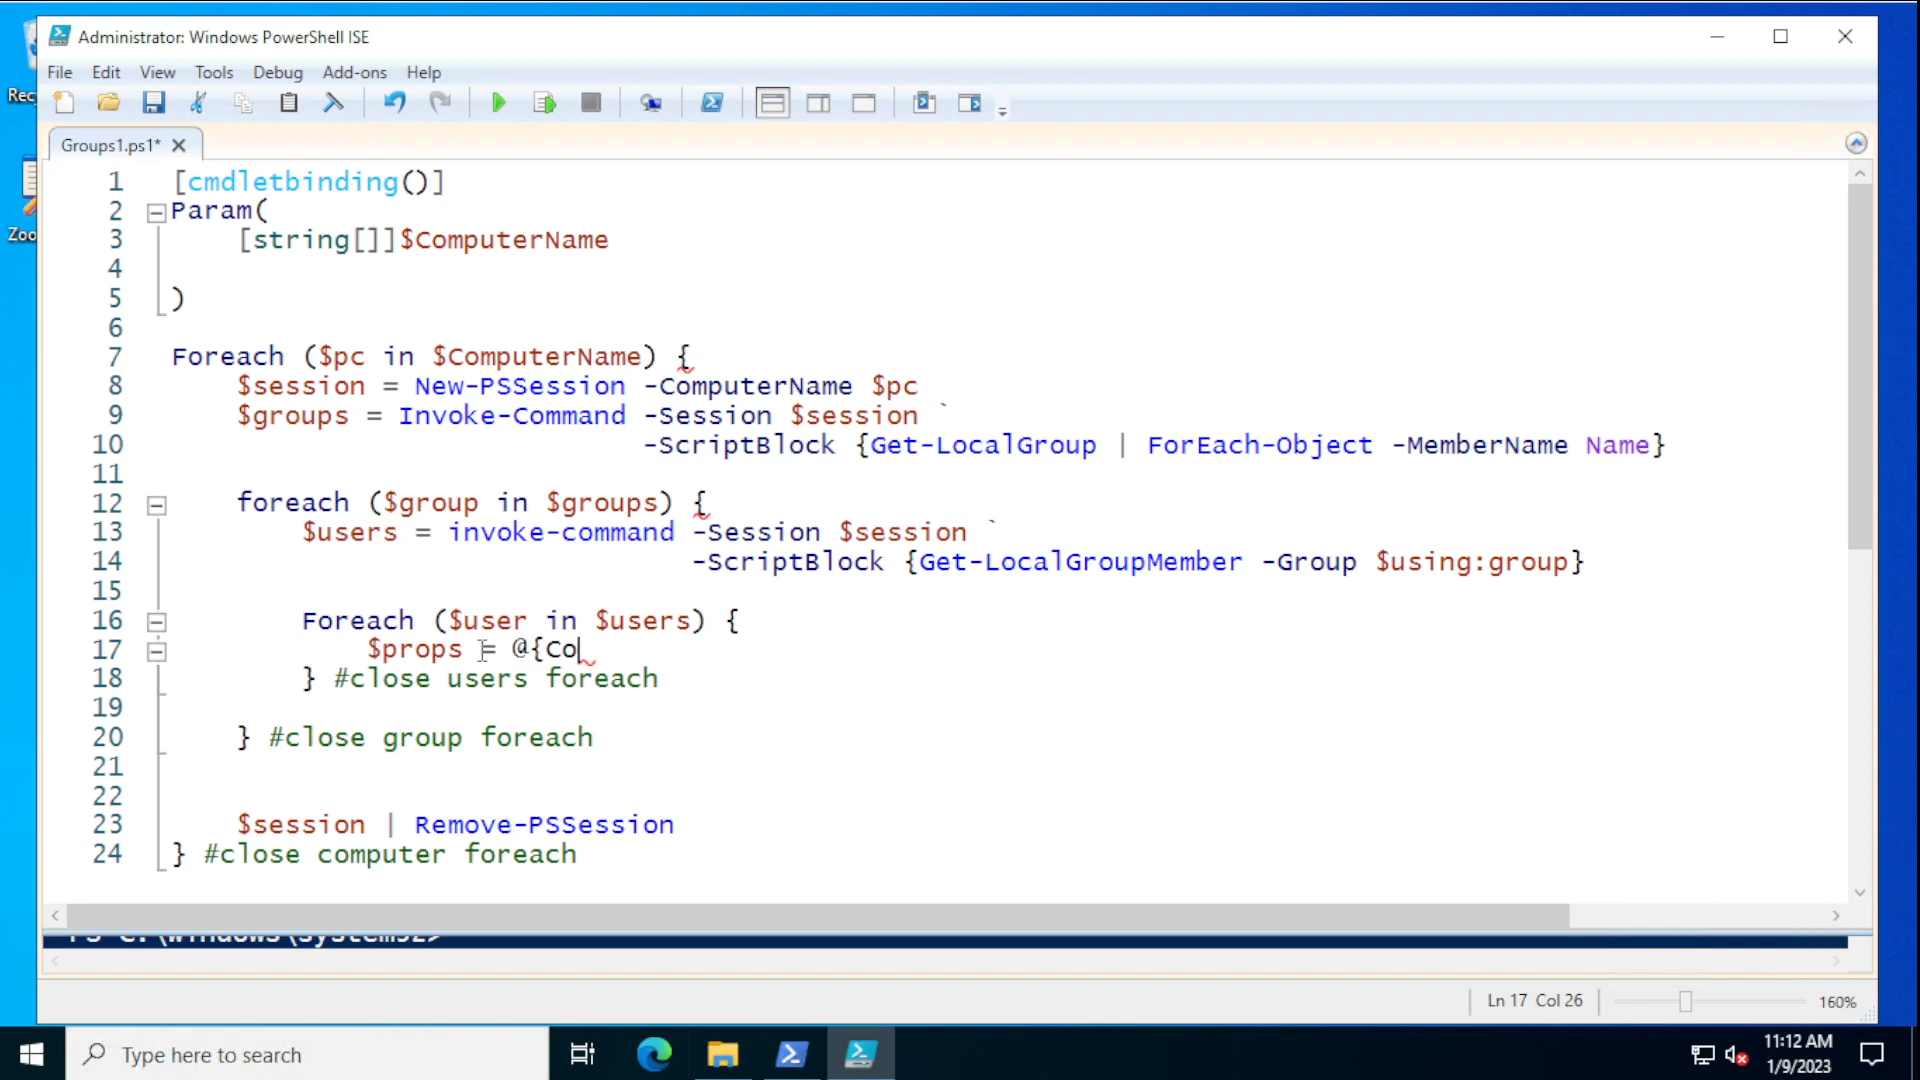 Administrator: Windows PowerShell ISE
File Edit View Tools Debug Add-ons Help
Groups1.ps1*
1 [cmdletbinding()]
2 Param(
3 [string[]]$ComputerName
4
5 )
6
7 Foreach ($pc in $ComputerName) {
8 $session = New-PSSession -ComputerName $pc
9 $groups = Invoke-Command -Session $session `
10 -ScriptBlock {Get-LocalGroup | ForEach-Object -MemberName Name}
11
12 foreach ($group in $groups) {
13 $users = invoke-command -Session $session `
14 -ScriptBlock {Get-LocalGroupMember -Group $using:group}
15
16 Foreach ($user in $users) {
17 $props = @{Co
18 } #close users foreach
19
20 } #close group foreach
21
22
23 $session | Remove-PSSession
24 } #close computer foreach
PS C:\windows\system32>
Ln 17 Col 26
160%
Type here to search
11:12 AM
1/9/2023